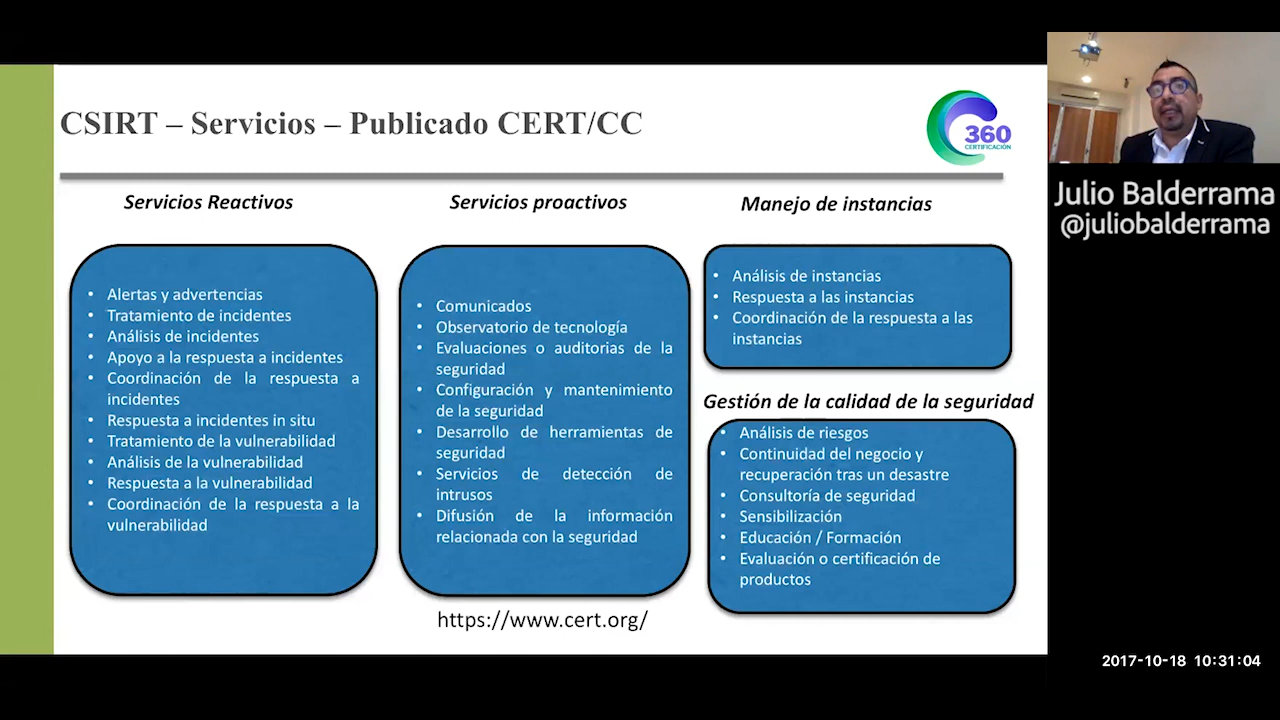 CSIRT – Servicios – Publicado CERT/CC
360
CERTIFICACIÓN
Servicios Reactivos
• Alertas y advertencias
• Tratamiento de incidentes
• Análisis de incidentes
• Apoyo a la respuesta a incidentes
• Coordinación de la respuesta a
incidentes
• Respuesta a incidentes in situ
• Tratamiento de la vulnerabilidad
• Análisis de la vulnerabilidad
• Respuesta a la vulnerabilidad
• Coordinación de la respuesta a la
vulnerabilidad
Servicios proactivos
• Comunicados
• Observatorio de tecnología
• Evaluaciones o auditorias de la
seguridad
• Configuración y mantenimiento
de la seguridad
• Desarrollo de herramientas de
seguridad
• Servicios de detección de
intrusos
• Difusión de la información
relacionada con la seguridad
https://www.cert.org/
Manejo de instancias
• Análisis de instancias
• Respuesta a las instancias
• Coordinación de la respuesta a las
instancias
Gestión de la calidad de la seguridad
• Análisis de riesgos
• Continuidad del negocio y
recuperación tras un desastre
• Consultoría de seguridad
• Sensibilización
• Educación / Formación
• Evaluación o certificación de
productos
Julio Balderrama
@juliobalderrama
2017-10-18 10:31:04